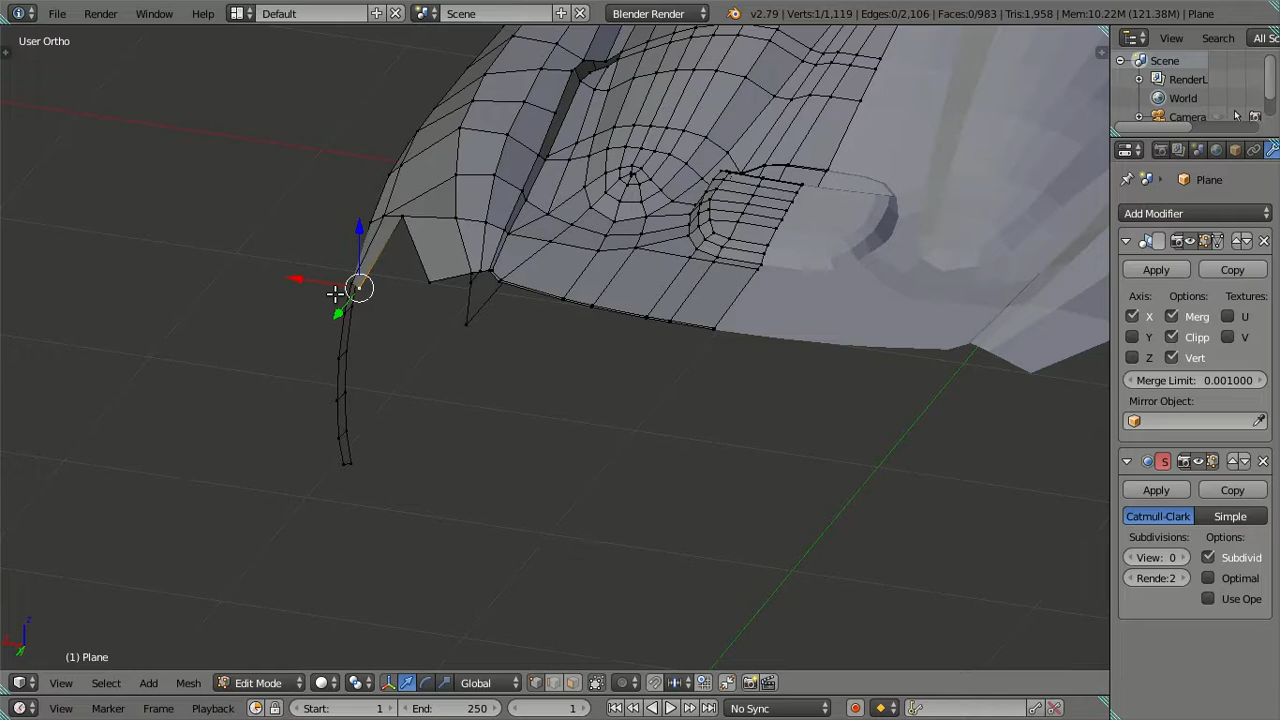 File Render Window Help Default Scene Blender Render v2.79 | Verts:1/1,119 | Edges:0/2,106 | Faces:0/983 | Tris:1,958 | Mem:10.22M (121.38M) | Plane
User Ortho
View Search All Sc
Scene
RenderL
World
Camera
Plane
Add Modifier
Apply Copy
Axis: Options: Textures:
X Merg U
Y Clipp V
Z Vert
Merge Limit: 0.001000
Mirror Object:
S
Apply Copy
Catmull-Clark Simple
Subdivisions: Options:
View: 0 Subdivid
Rende:2 Optimal
Use Ope
z
(1) Plane
View Select Add Mesh Edit Mode Global
View Marker Frame Playback Start: 1 End: 250 1 No Sync